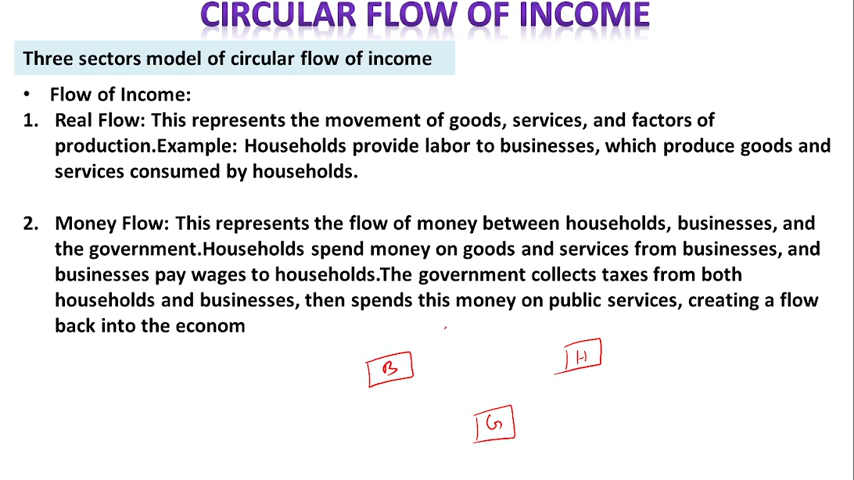 CIRCULAR FLOW OF INCOME
Three sectors model of circular flow of income
• Flow of Income:
1. Real Flow: This represents the movement of goods, services, and factors of
production.Example: Households provide labor to businesses, which produce goods and
services consumed by households.
2. Money Flow: This represents the flow of money between households, businesses, and
the government.Households spend money on goods and services from businesses, and
businesses pay wages to households.The government collects taxes from both
households and businesses, then spends this money on public services, creating a flow
back into the econom
B
H
G